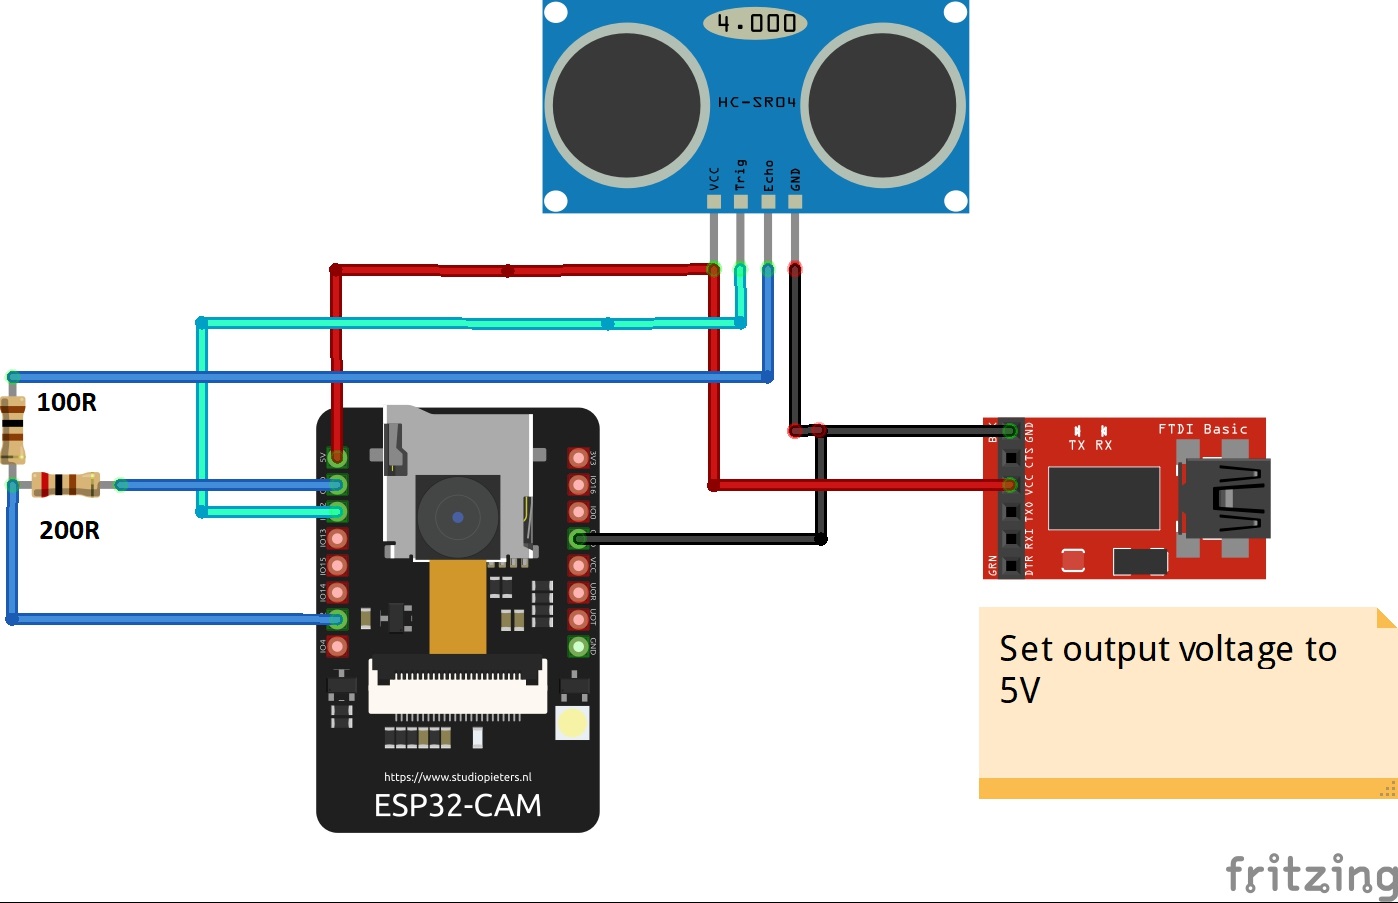 4.000
HC-SR04
VCC
Trig
Echo
GND
100R
200R
5V
IO13
IO15
IO14
IO4
3V3
IO16
IO0
VCC
UOR
UOT
GND
https://www.studiopieters.nl
ESP32-CAM
FTDI Basic
TX RX
GND
CTS
VCC
TXO
RXI
DTR
GRN
Set output voltage to
5V
fritzing